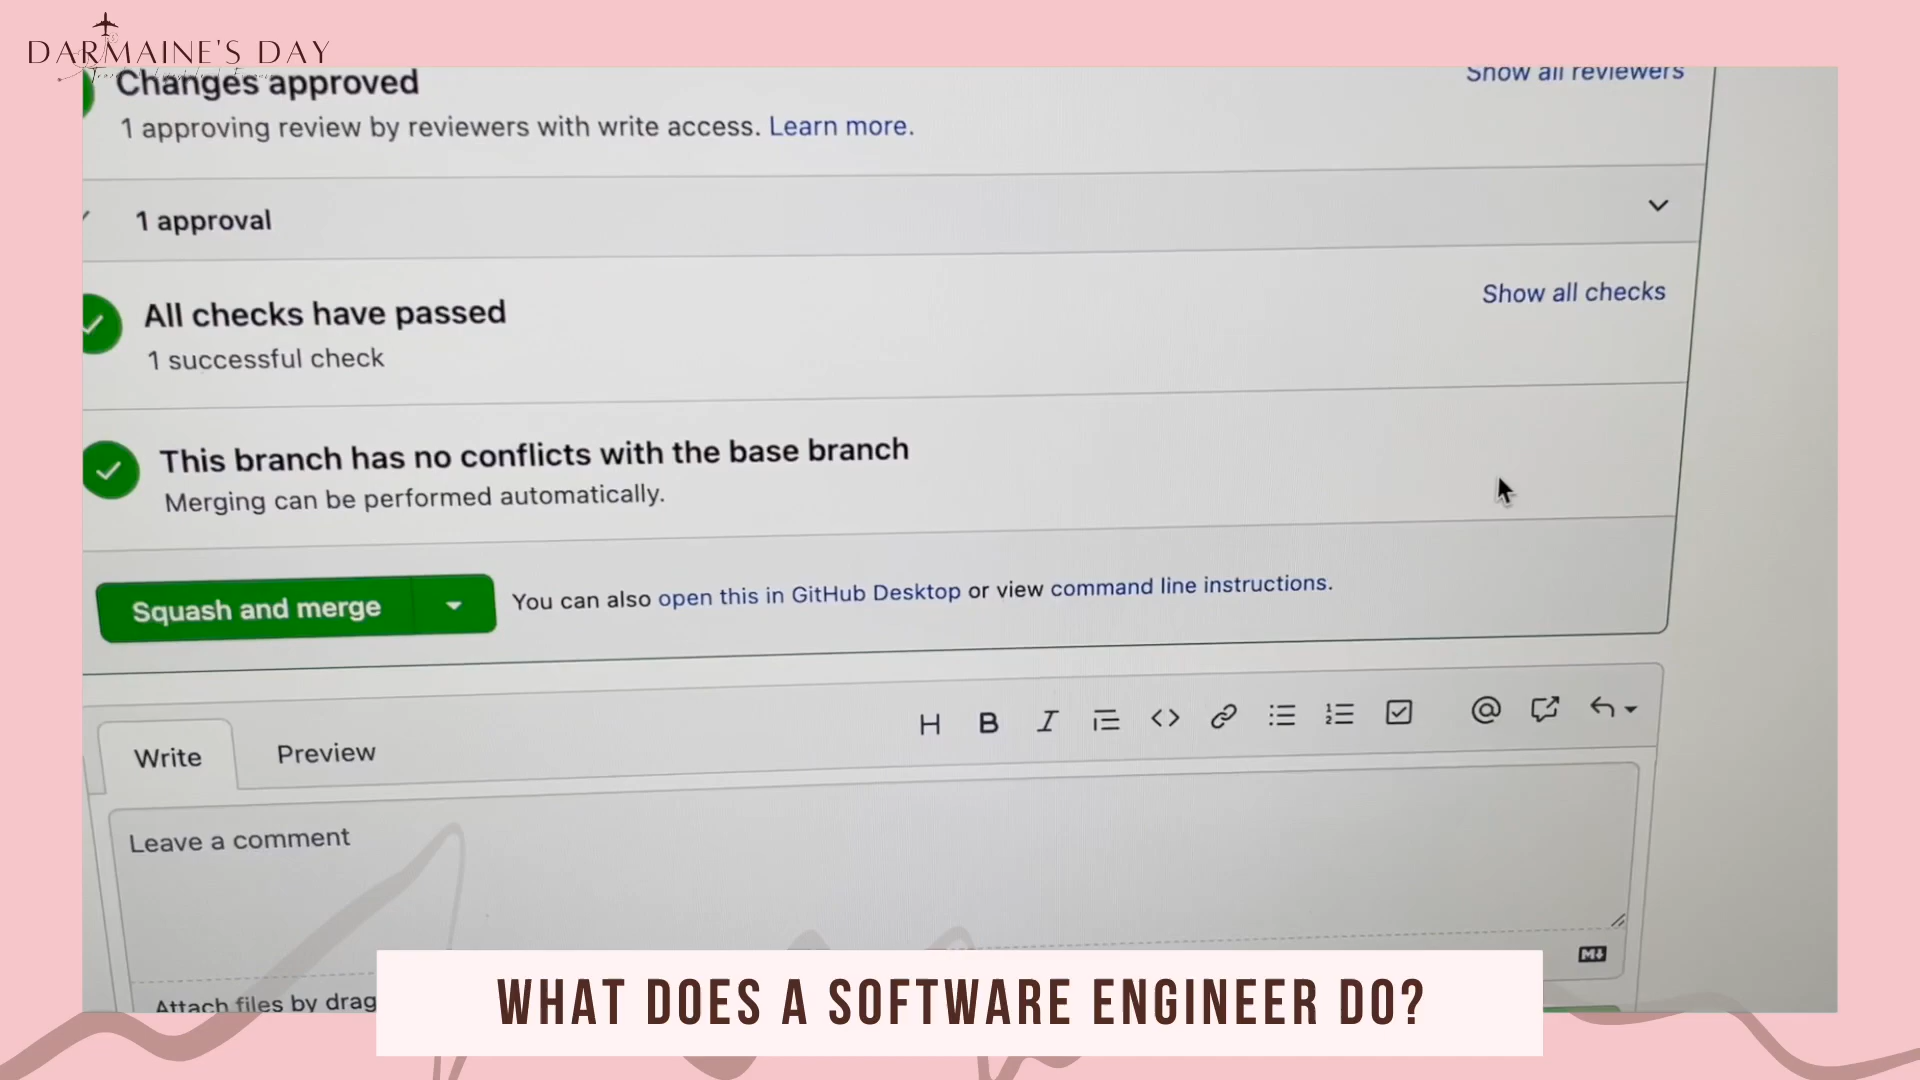 DARMAINE'S DAY
Changes approved
Show all reviewers
1 approving review by reviewers with write access. Learn more.
1 approval
All checks have passed
Show all checks
1 successful check
This branch has no conflicts with the base branch
Merging can be performed automatically.
Squash and merge
You can also open this in GitHub Desktop or view command line instructions.
Write
Preview
H B I
Leave a comment
M
Attach files by drag
WHAT DOES A SOFTWARE ENGINEER DO?